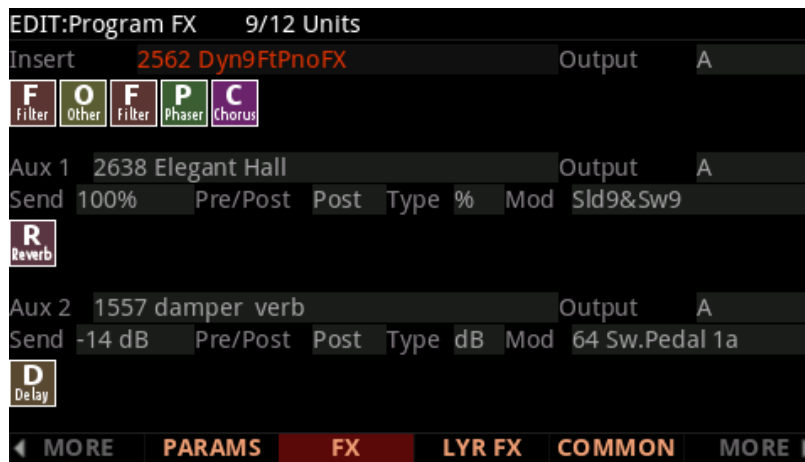 EDIT:Program FX 9/12 Units
Insert 2562 Dyn9FtPnoFX Output A
F O F P C
Filter Other Filter Phaser Chorus
Aux 1 2638 Elegant Hall Output A
Send 100% Pre/Post Post Type % Mod Sld9&Sw9
R
Reverb
Aux 2 1557 damper verb Output A
Send -14 dB Pre/Post Post Type dB Mod 64 Sw.Pedal 1a
D
Delay
MORE PARAMS FX LYR FX COMMON MORE